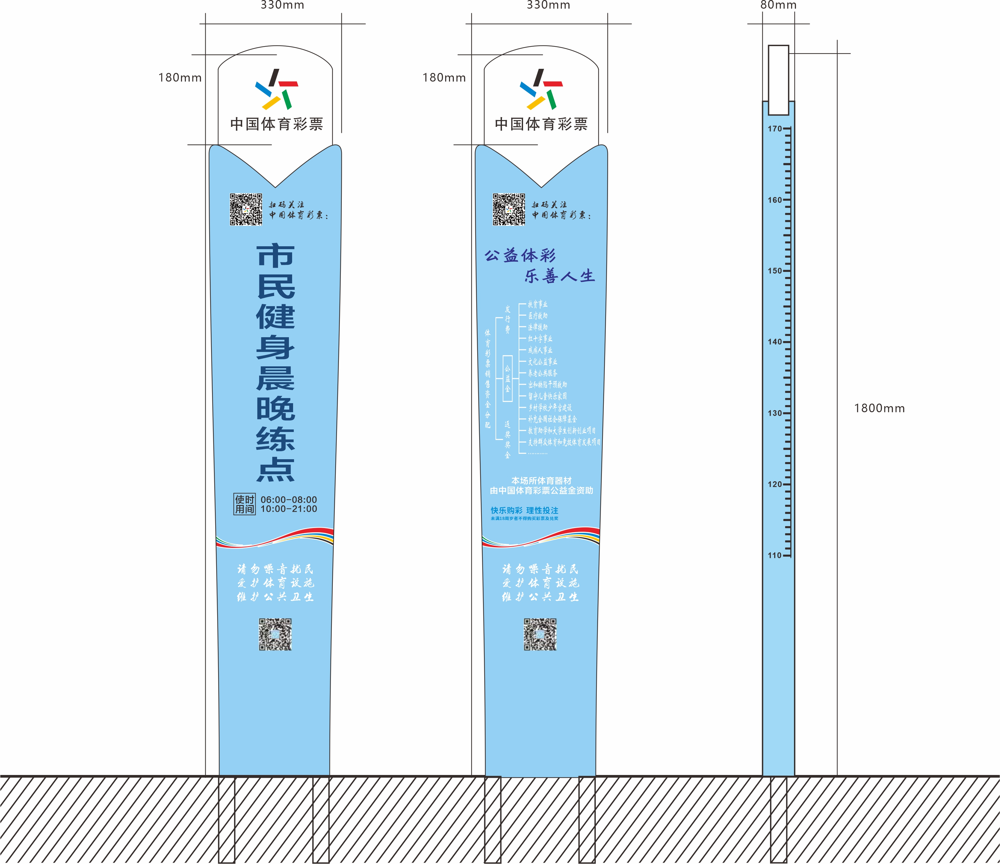 330mm
180mm
中国体育彩票
扫码关注
中国体育彩票：
市民健身晨晚练点
使用时间
06:00-08:00
10:00-21:00
请勿噪音扰民
爱护体育设施
维护公共卫生
330mm
180mm
中国体育彩票
扫码关注
中国体育彩票：
公益体彩
乐善人生
体育彩票销售资金分配
发行费
公益金
返奖奖金
扶贫事业
医疗救助
法律援助
红十字事业
残疾人事业
文化公益事业
养老公共服务
出和缺陷干预救助
留守儿童快乐家园
乡村学校少年宫建设
补充全国社会保障基金
教育助学和大学生创新创业项目
支持群众体育和竞技体育发展项目
…………
本场所体育器材
由中国体育彩票公益金资助
快乐购彩 理性投注
未满18周岁者不得购买彩票及兑奖
请勿噪音扰民
爱护体育设施
维护公共卫生
80mm
170
160
150
140
130
120
110
1800mm